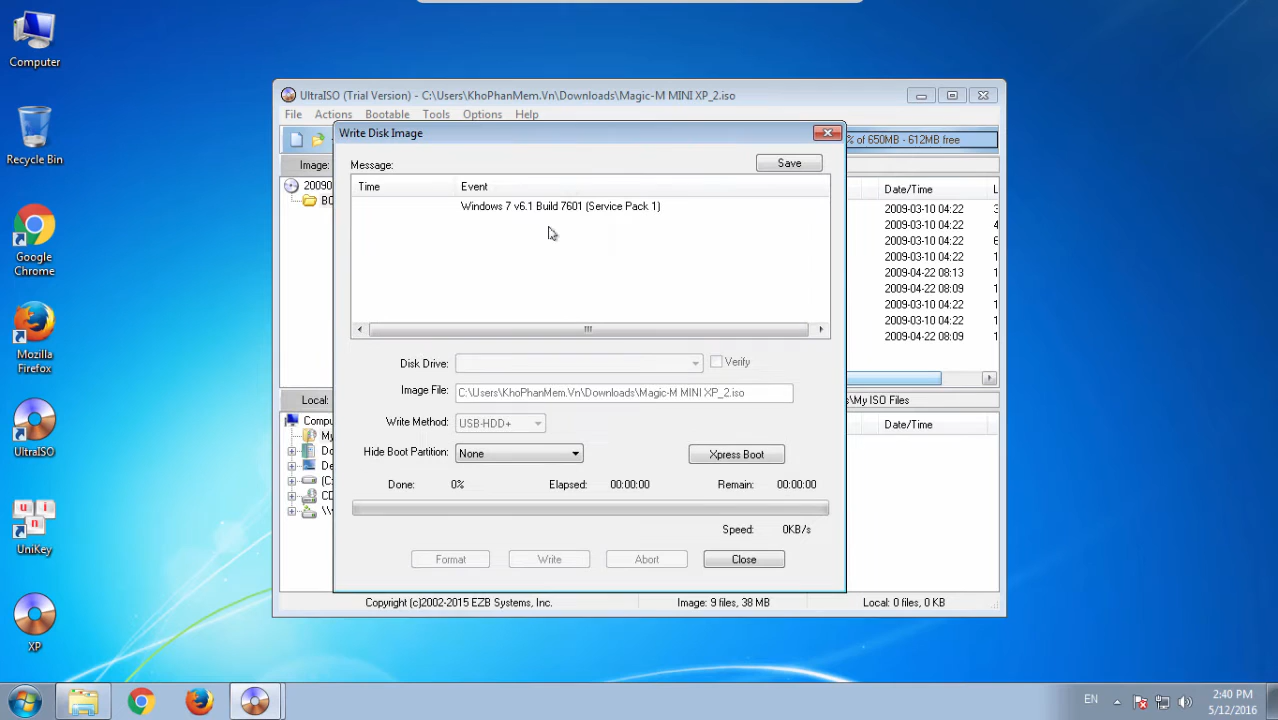 Computer
Recycle Bin
Google
Chrome
Mozilla
Firefox
UltraISO
UniKey
XP
UltraISO (Trial Version) - C:\Users\KhoPhanMem.Vn\Downloads\Magic-M MINI XP_2.iso
File Actions Bootable Tools Options Help
% of 650MB - 612MB free
Image:
20090
BO
Date/Time
2009-03-10 04:22
2009-03-10 04:22
2009-03-10 04:22
2009-03-10 04:22
2009-04-22 08:13
2009-04-22 08:09
2009-03-10 04:22
2009-03-10 04:22
2009-04-22 08:09
Local:
\My ISO Files
Compu
My
Do
De
(C:
CD
\\
Date/Time
Write Disk Image
Message:
Save
Time Event
Windows 7 v6.1 Build 7601 (Service Pack 1)
Disk Drive:
Verify
Image File: C:\Users\KhoPhanMem.Vn\Downloads\Magic-M MINI XP_2.iso
Write Method: USB-HDD+
Hide Boot Partition: None
Xpress Boot
Done: 0% Elapsed: 00:00:00 Remain: 00:00:00
Speed: 0KB/s
Format Write Abort Close
Copyright (c)2002-2015 EZB Systems, Inc.
Image: 9 files, 38 MB
Local: 0 files, 0 KB
EN
2:40 PM
5/12/2016